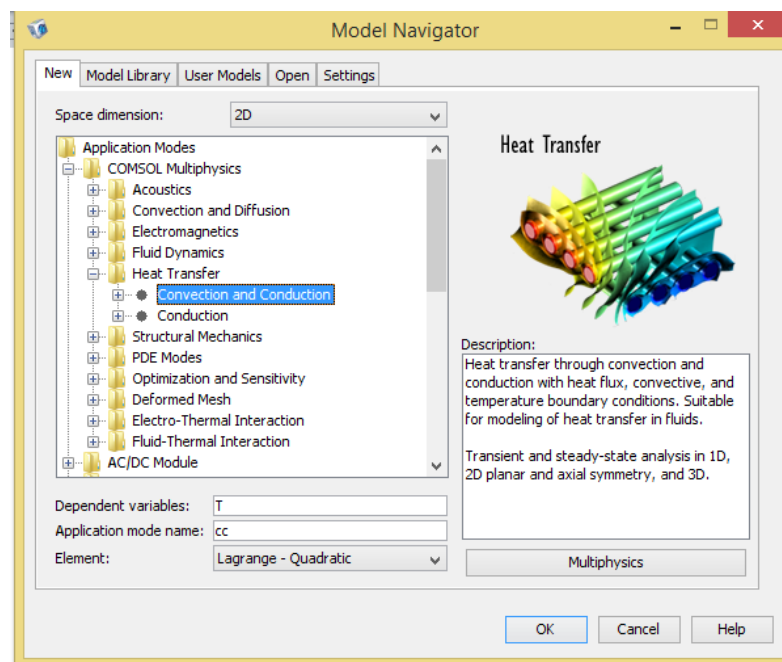 Model Navigator
New Model Library User Models Open Settings
Space dimension: 2D
Application Modes
COMSOL Multiphysics
Acoustics
Convection and Diffusion
Electromagnetics
Fluid Dynamics
Heat Transfer
Convection and Conduction
Conduction
Structural Mechanics
PDE Modes
Optimization and Sensitivity
Deformed Mesh
Electro-Thermal Interaction
Fluid-Thermal Interaction
AC/DC Module
Dependent variables: T
Application mode name: cc
Element: Lagrange - Quadratic
Heat Transfer
Description:
Heat transfer through convection and
conduction with heat flux, convective, and
temperature boundary conditions. Suitable
for modeling of heat transfer in fluids.
Transient and steady-state analysis in 1D,
2D planar and axial symmetry, and 3D.
Multiphysics
OK Cancel Help